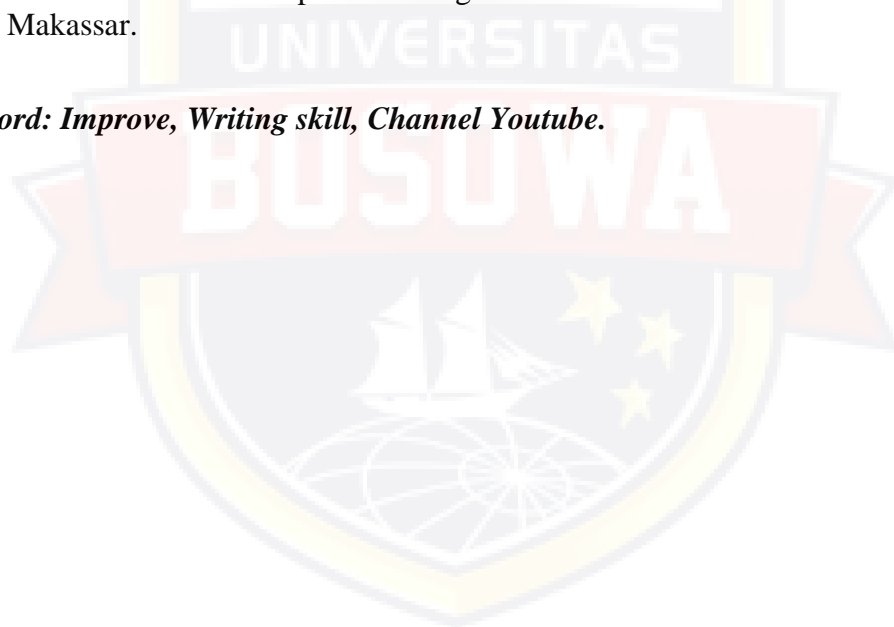 Makassar.
UNIVERSITAS
ord: Improve, Writing skill, Channel Youtube.
BOSOWA